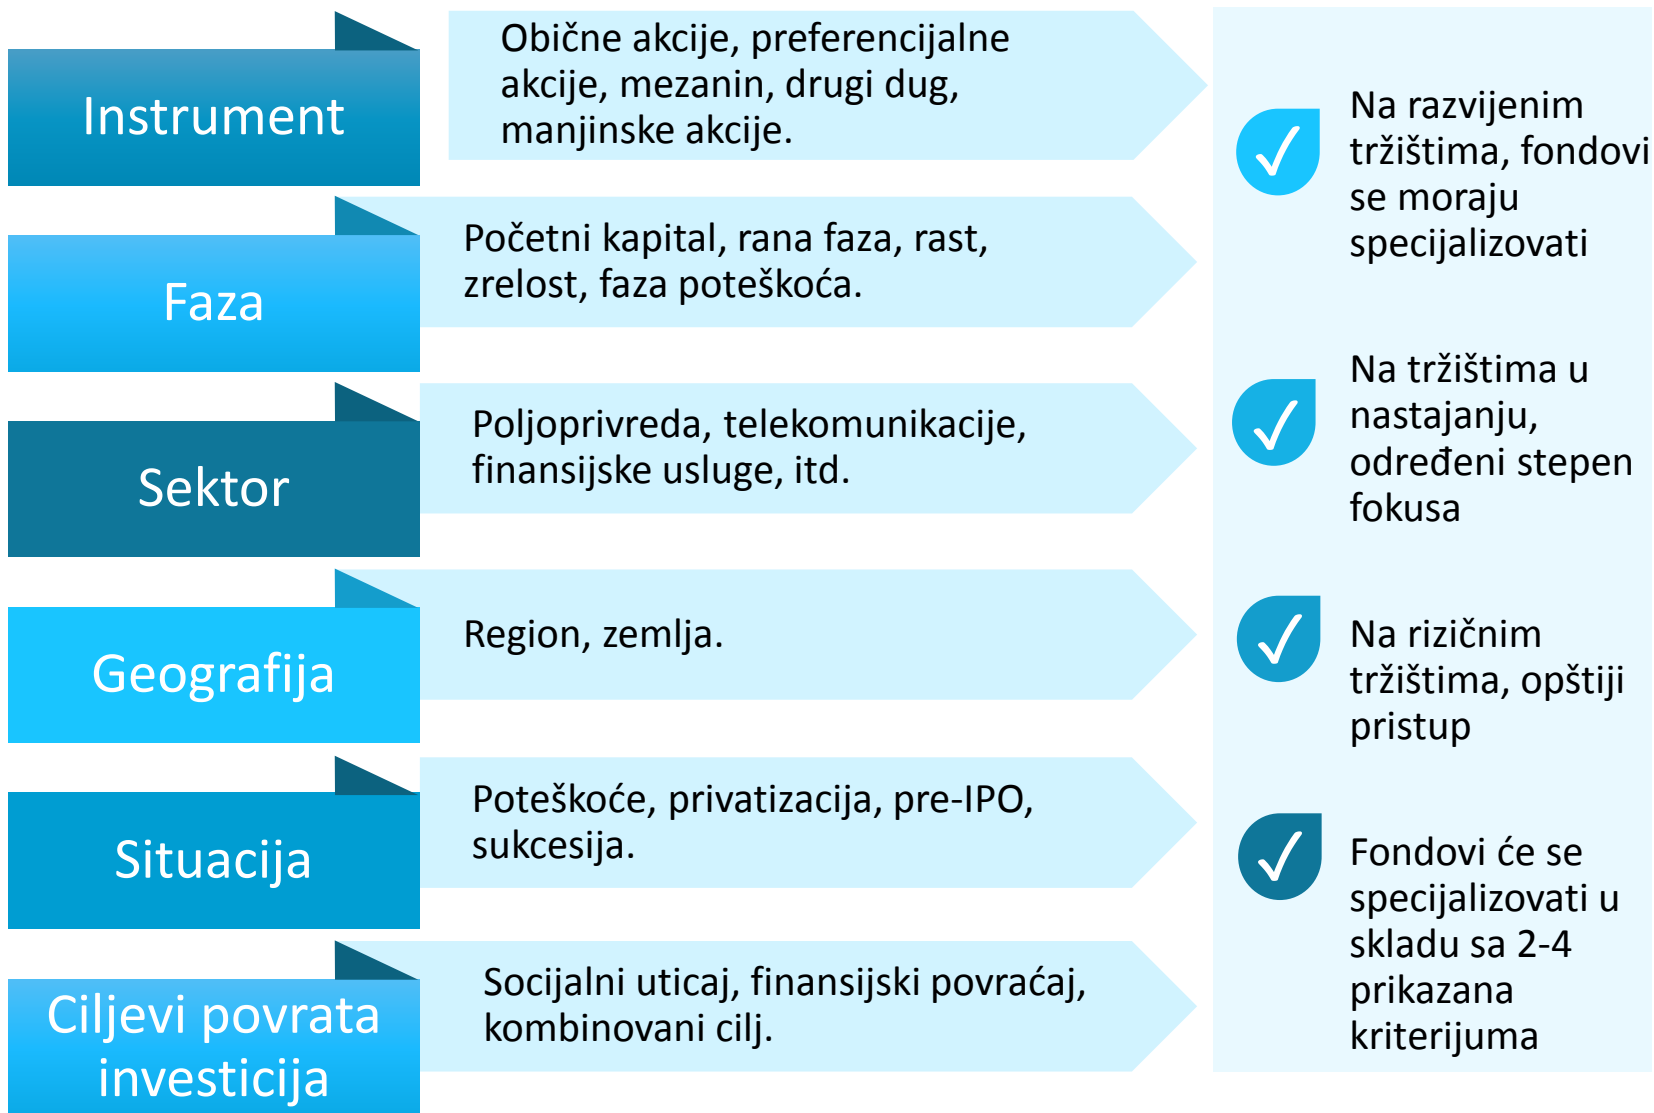 Instrument
Obične akcije, preferencijalne
akcije, mezanin, drugi dug,
manjinske akcije.
Faza
Početni kapital, rana faza, rast,
zrelost, faza poteškoća.
Sektor
Poljoprivreda, telekomunikacije,
finansijske usluge, itd.
Geografija
Region, zemlja.
Situacija
Poteškoće, privatizacija, pre-IPO,
sukcesija.
Ciljevi povrata
investicija
Socijalni uticaj, finansijski povraćaj,
kombinovani cilj.
Na razvijenim
tržištima, fondovi
se moraju
specijalizovati
Na tržištima u
nastajanju,
određeni stepen
fokusa
Na rizičnim
tržištima, opštiji
pristup
Fondovi će se
specijalizovati u
skladu sa 2-4
prikazana
kriterijuma